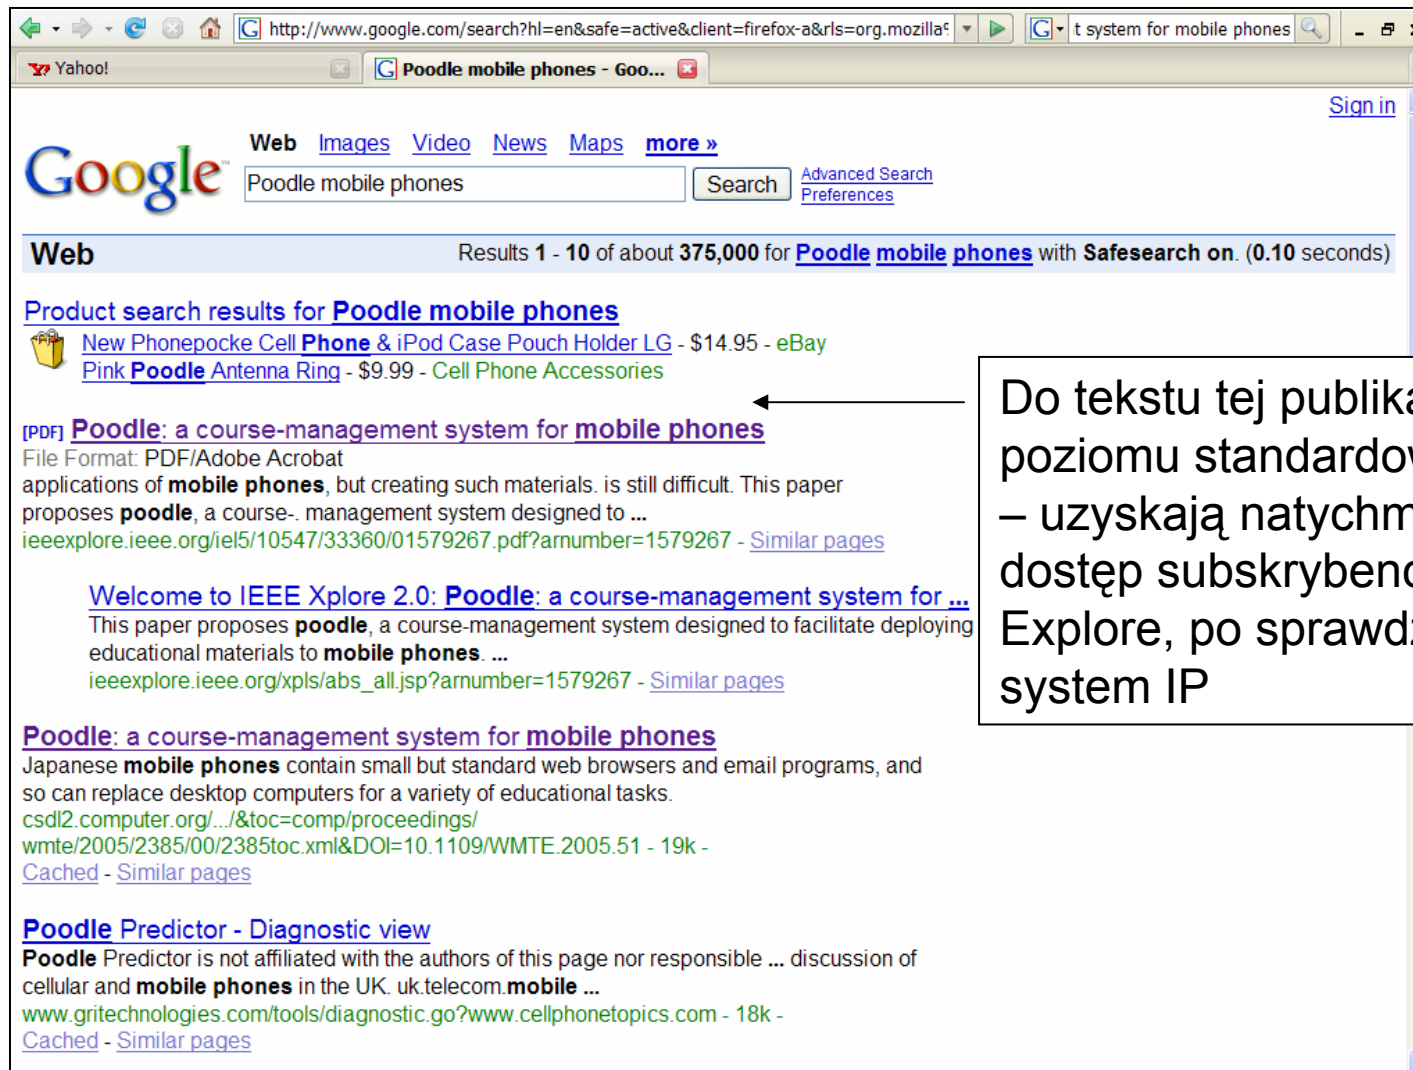 http://www.google.com/search?hl=en&safe=active&client=firefox-a&rls=org.mozilla%
t system for mobile phones
Yahoo!
Poodle mobile phones - Goo...
Sign in
Web Images Video News Maps more »
Google™
Poodle mobile phones
Search
Advanced Search
Preferences
Web
Results 1 - 10 of about 375,000 for Poodle mobile phones with Safesearch on. (0.10 seconds)
Product search results for Poodle mobile phones
New Phonepocke Cell Phone & iPod Case Pouch Holder LG - $14.95 - eBay
Pink Poodle Antenna Ring - $9.99 - Cell Phone Accessories
[PDF] Poodle: a course-management system for mobile phones
File Format: PDF/Adobe Acrobat
applications of mobile phones, but creating such materials. is still difficult. This paper
proposes poodle, a course-. management system designed to ...
ieeexplore.ieee.org/iel5/10547/33360/01579267.pdf?arnumber=1579267 - Similar pages
Welcome to IEEE Xplore 2.0: Poodle: a course-management system for ...
This paper proposes poodle, a course-management system designed to facilitate deploying
educational materials to mobile phones. ...
ieeexplore.ieee.org/xpls/abs_all.jsp?arnumber=1579267 - Similar pages
Poodle: a course-management system for mobile phones
Japanese mobile phones contain small but standard web browsers and email programs, and
so can replace desktop computers for a variety of educational tasks.
csdl2.computer.org/.../&toc=comp/proceedings/
wmte/2005/2385/00/2385toc.xml&DOI=10.1109/WMTE.2005.51 - 19k -
Cached - Similar pages
Poodle Predictor - Diagnostic view
Poodle Predictor is not affiliated with the authors of this page nor responsible ... discussion of
cellular and mobile phones in the UK. uk.telecom.mobile ...
www.gritechnologies.com/tools/diagnostic.go?www.cellphonetopics.com - 18k -
Cached - Similar pages
Do tekstu tej publika
poziomu standardow
– uzyskają natychm
dostęp subskrybenc
Explore, po sprawdz
system IP